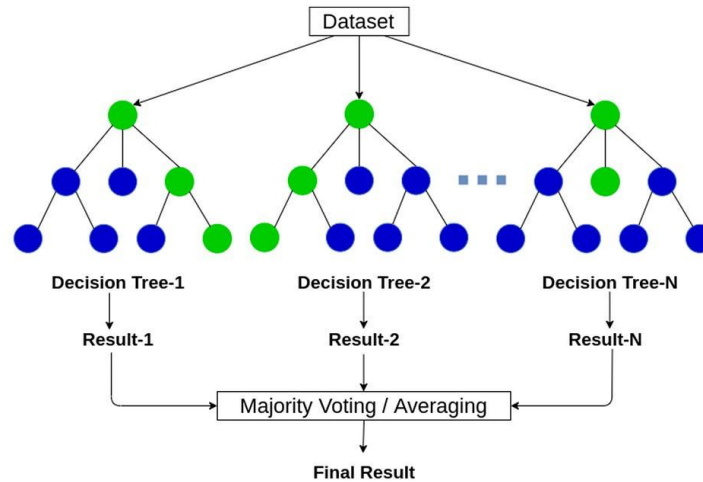 Dataset
Decision Tree-1
Decision Tree-2
Decision Tree-N
Result-1
Result-2
Result-N
Majority Voting / Averaging
Final Result